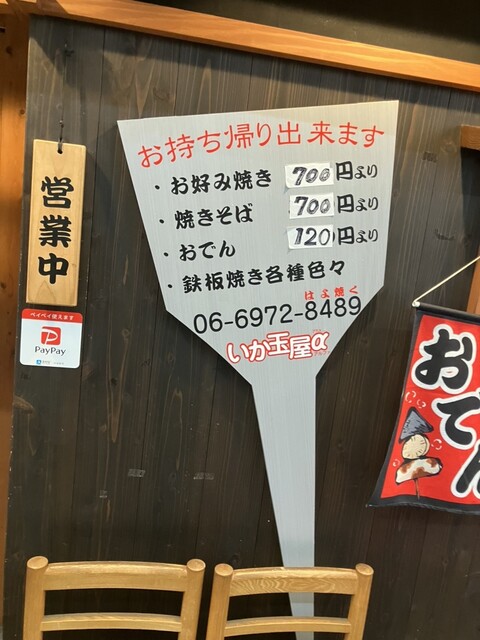 お持ち帰り出来ます
・お好み焼き 700円より
・焼きそば 700円より
・おでん 120円より
・鉄板焼き各種色々
はよ焼く
06-6972-8489
いか玉屋α
営業中
ペイペイ使えます
PayPay
おでん